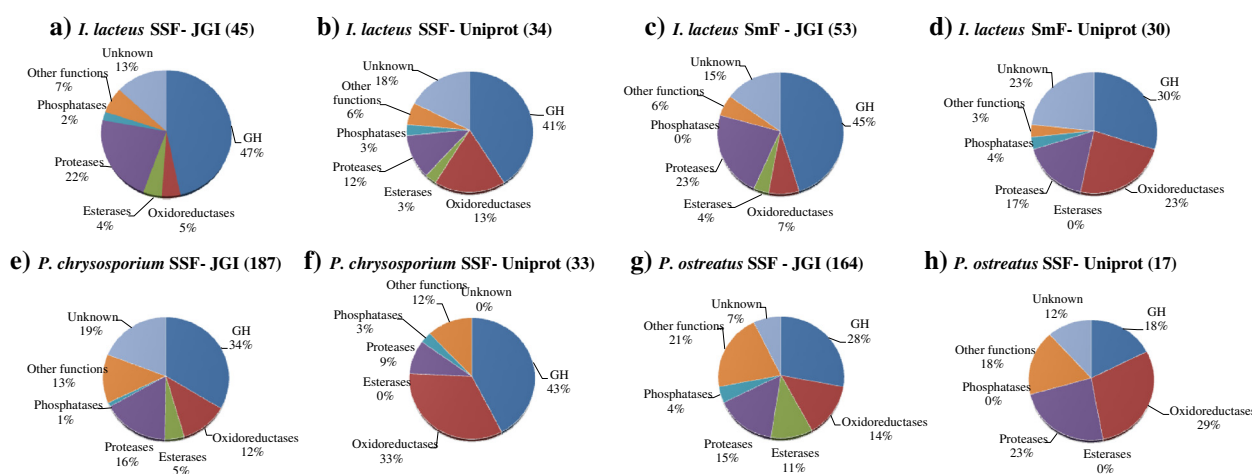 a) I. lacteus SSF- JGI (45)
Unknown
13%
Other functions
7%
Phosphatases
2%
Proteases
22%
Esterases
4%
Oxidoreductases
5%
GH
47%
b) I. lacteus SSF- Uniprot (34)
Unknown
18%
Other
functions
6%
Phosphatases
3%
Proteases
12%
Esterases
3%
Oxidoreductases
13%
GH
41%
c) I. lacteus SmF - JGI (53)
Unknown
15%
Other functions
6%
Phosphatases
0%
Proteases
23%
Esterases
4%
Oxidoreductases
7%
GH
45%
d) I. lacteus SmF- Uniprot (30)
Unknown
23%
Other functions
3%
Phosphatases
4%
Proteases
17%
Esterases
0%
Oxidoreductases
23%
GH
30%
e) P. chrysosporium SSF- JGI (187)
Unknown
19%
Other functions
13%
Phosphatases
1%
Proteases
16%
Esterases
5%
Oxidoreductases
12%
GH
34%
f) P. chrysosporium SSF- Uniprot (33)
Other functions
12%
Unknown
0%
Phosphatases
3%
Proteases
9%
Esterases
0%
Oxidoreductases
33%
GH
43%
g) P. ostreatus SSF - JGI (164)
Unknown
7%
Other functions
21%
Phosphatases
4%
Proteases
15%
Esterases
11%
Oxidoreductases
14%
GH
28%
h) P. ostreatus SSF- Uniprot (17)
Unknown
12%
Other functions
18%
Phosphatases
0%
Proteases
23%
Esterases
0%
Oxidoreductases
29%
GH
18%